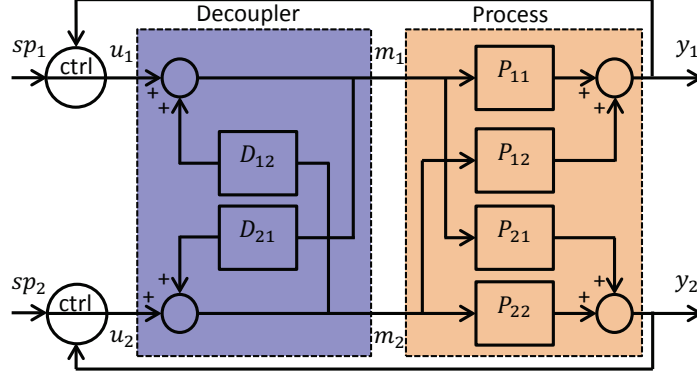 Decoupler
Process
sp₁
ctrl
u₁
m₁
y₁
+
+
P₁₁
+
+
D₁₂
P₁₂
D₂₁
P₂₁
sp₂
ctrl
u₂
+
+
m₂
P₂₂
+
+
y₂